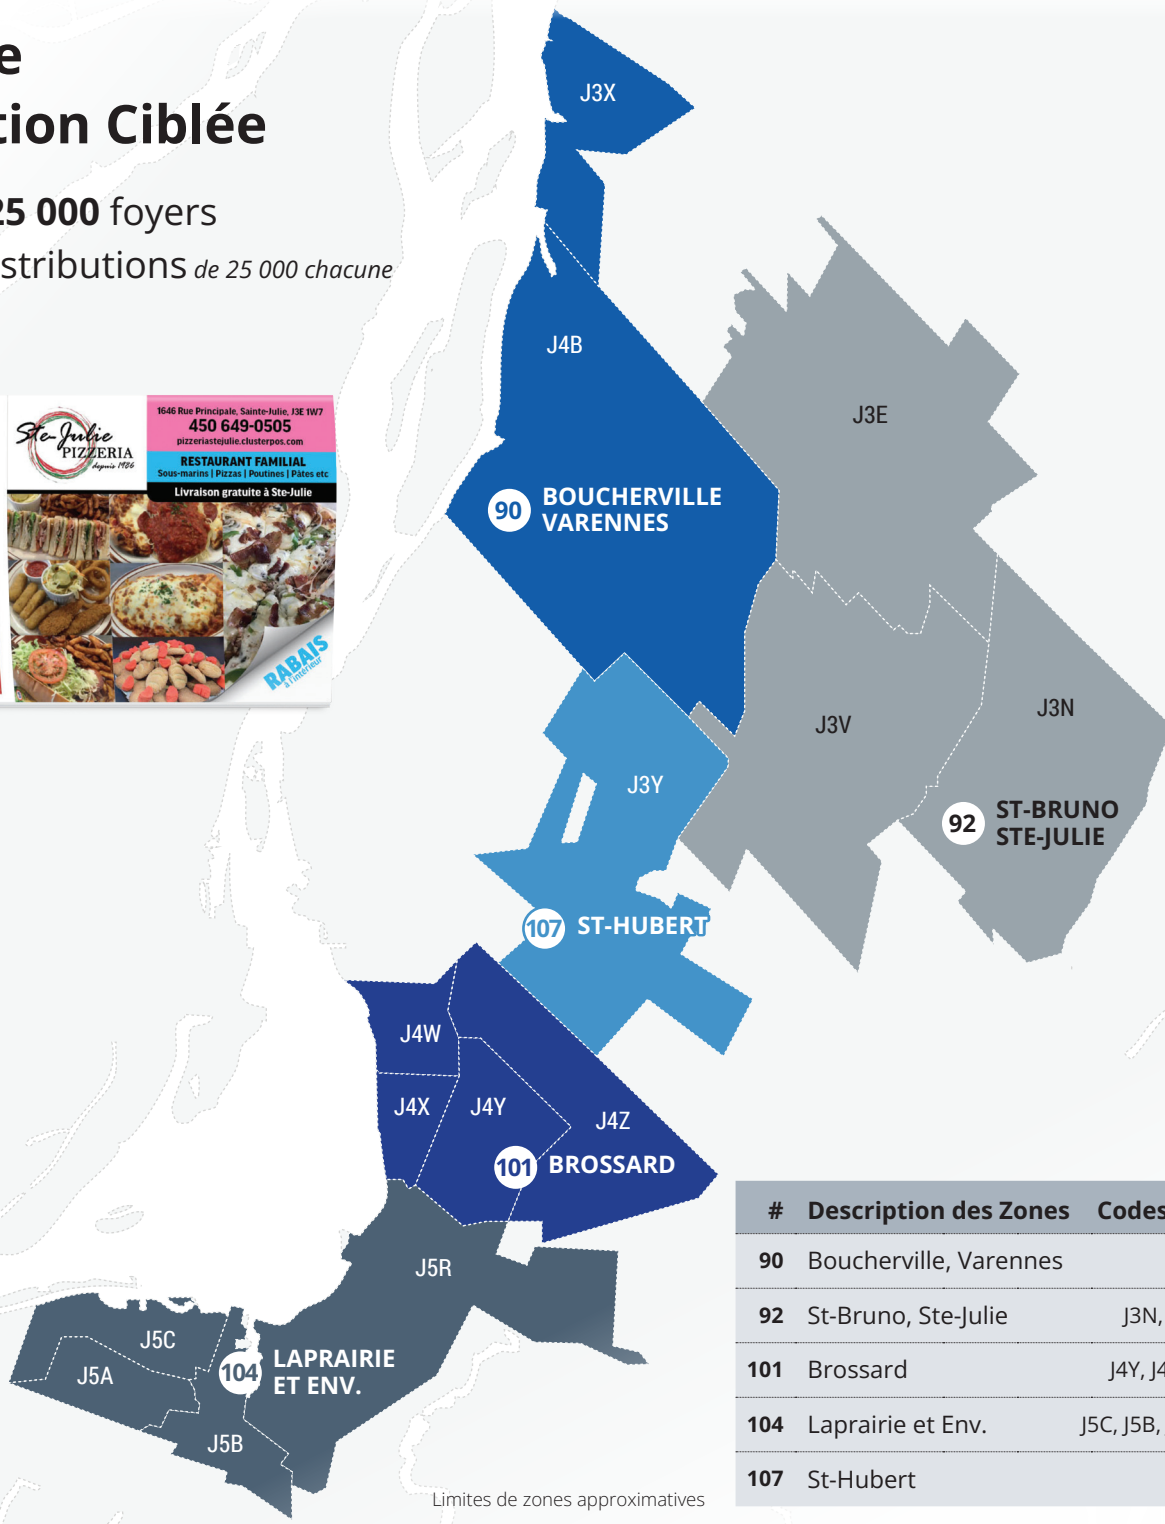 e
tion Ciblée
25 000 foyers
stributions de 25 000 chacune
Ste-Julie
PIZZERIA
depuis 1986
1646 Rue Principale, Sainte-Julie, J3E 1W7
450 649-0505
pizzeriastejulie.clusterpos.com
RESTAURANT FAMILIAL
Sous-marins | Pizzas | Poutines | Pâtes etc
Livraison gratuite à Ste-Julie
RABAIS
à l'intérieur
J3X
J4B
J3E
90 BOUCHERVILLE
VARENNES
J3V
J3N
J3Y
92 ST-BRUNO
STE-JULIE
107 ST-HUBERT
J4W
J4X
J4Y
J4Z
101 BROSSARD
J5R
J5C
J5A
104 LAPRAIRIE
ET ENV.
J5B
# Description des Zones Codes
90 Boucherville, Varennes
92 St-Bruno, Ste-Julie J3N,
101 Brossard J4Y, J4
104 Laprairie et Env. J5C, J5B,
107 St-Hubert
Limites de zones approximatives